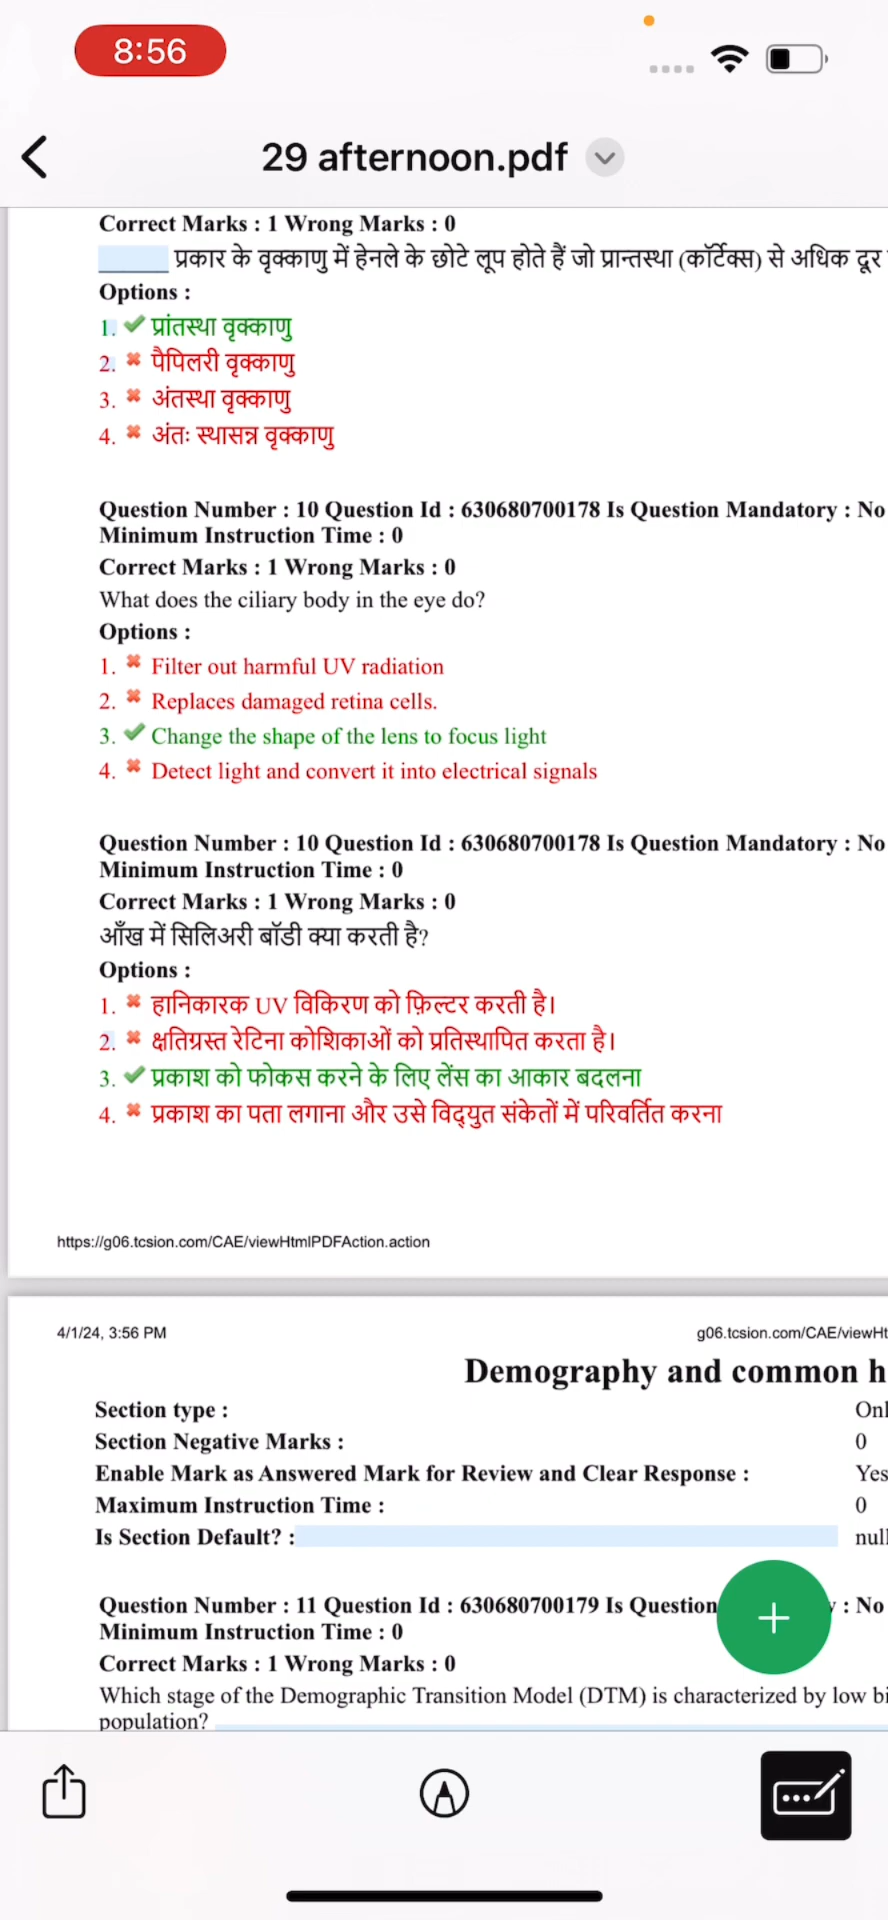 8:56
29 afternoon.pdf
Correct Marks : 1 Wrong Marks : 0
_____ प्रकार के वृक्काणु में हेनले के छोटे लूप होते हैं जो प्रान्तस्था (कॉर्टेक्स) से अधिक दूर
Options :
1. ✔ प्रांतस्था वृक्काणु
2. ✖ पैपिलरी वृक्काणु
3. ✖ अंतस्था वृक्काणु
4. ✖ अंतः स्थासन्न वृक्काणु
Question Number : 10 Question Id : 630680700178 Is Question Mandatory : No
Minimum Instruction Time : 0
Correct Marks : 1 Wrong Marks : 0
What does the ciliary body in the eye do?
Options :
1. ✖ Filter out harmful UV radiation
2. ✖ Replaces damaged retina cells.
3. ✔ Change the shape of the lens to focus light
4. ✖ Detect light and convert it into electrical signals
Question Number : 10 Question Id : 630680700178 Is Question Mandatory : No
Minimum Instruction Time : 0
Correct Marks : 1 Wrong Marks : 0
आँख में सिलिअरी बॉडी क्या करती है?
Options :
1. ✖ हानिकारक UV विकिरण को फ़िल्टर करती है।
2. ✖ क्षतिग्रस्त रेटिना कोशिकाओं को प्रतिस्थापित करता है।
3. ✔ प्रकाश को फोकस करने के लिए लेंस का आकार बदलना
4. ✖ प्रकाश का पता लगाना और उसे विद्युत संकेतों में परिवर्तित करना
https://g06.tcsion.com/CAE/viewHtmlPDFAction.action
4/1/24, 3:56 PM g06.tcsion.com/CAE/viewHt
Demography and common h
Section type : Onl
Section Negative Marks : 0
Enable Mark as Answered Mark for Review and Clear Response : Yes
Maximum Instruction Time : 0
Is Section Default? : null
Question Number : 11 Question Id : 630680700179 Is Question : No
Minimum Instruction Time : 0
Correct Marks : 1 Wrong Marks : 0
Which stage of the Demographic Transition Model (DTM) is characterized by low bi
population?